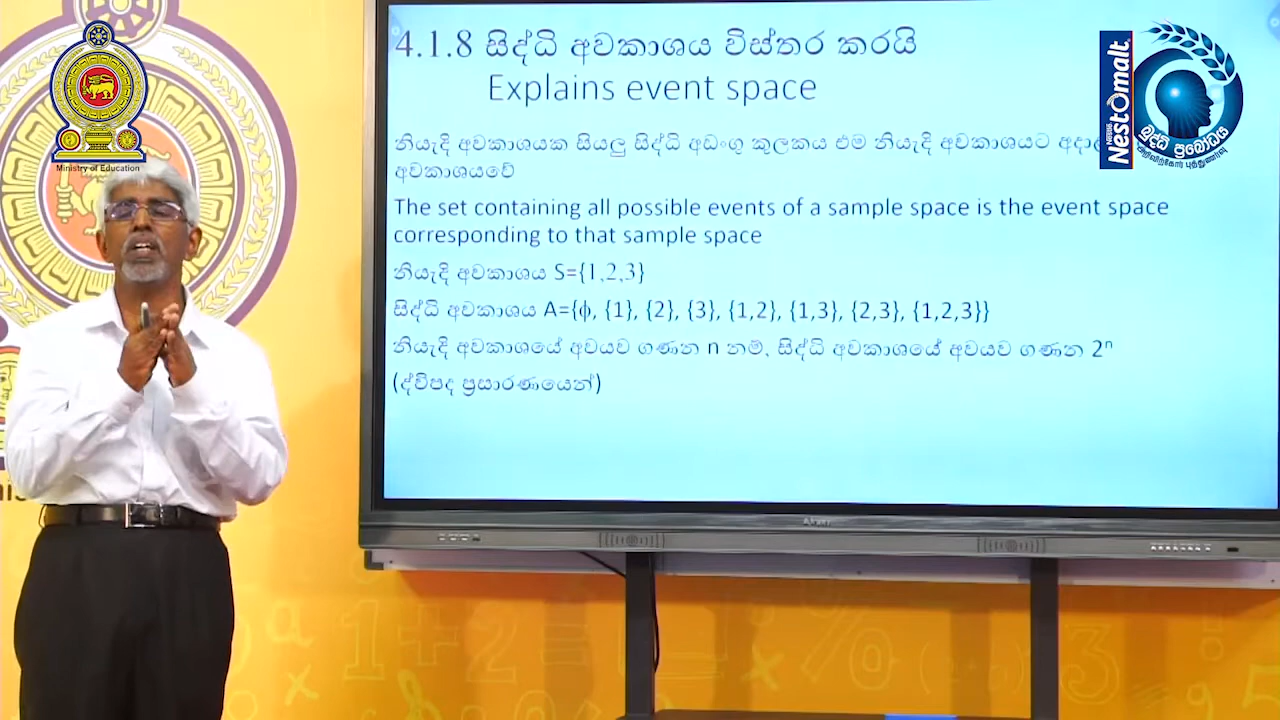 4.1.8 සිද්ධි අවකාශය විස්තර කරයි
Explains event space
නියැදි අවකාශයක සියලු සිද්ධි අඩංගු කුලකය එම නියැදි අවකාශයට අදාල
අවකාශයවේ
The set containing all possible events of a sample space is the event space
corresponding to that sample space
නියැදි අවකාශය S={1,2,3}
සිද්ධි අවකාශය A={ϕ, {1}, {2}, {3}, {1,2}, {1,3}, {2,3}, {1,2,3}}
නියැදි අවකාශයේ අවයව ගණන n නම්, සිද්ධි අවකාශයේ අවයව ගණන 2ⁿ
(ද්විපද ප්‍රසාරණයෙන්)
Ministry of Education
Nestomalt
බුද්ධි ප්‍රබෝධය